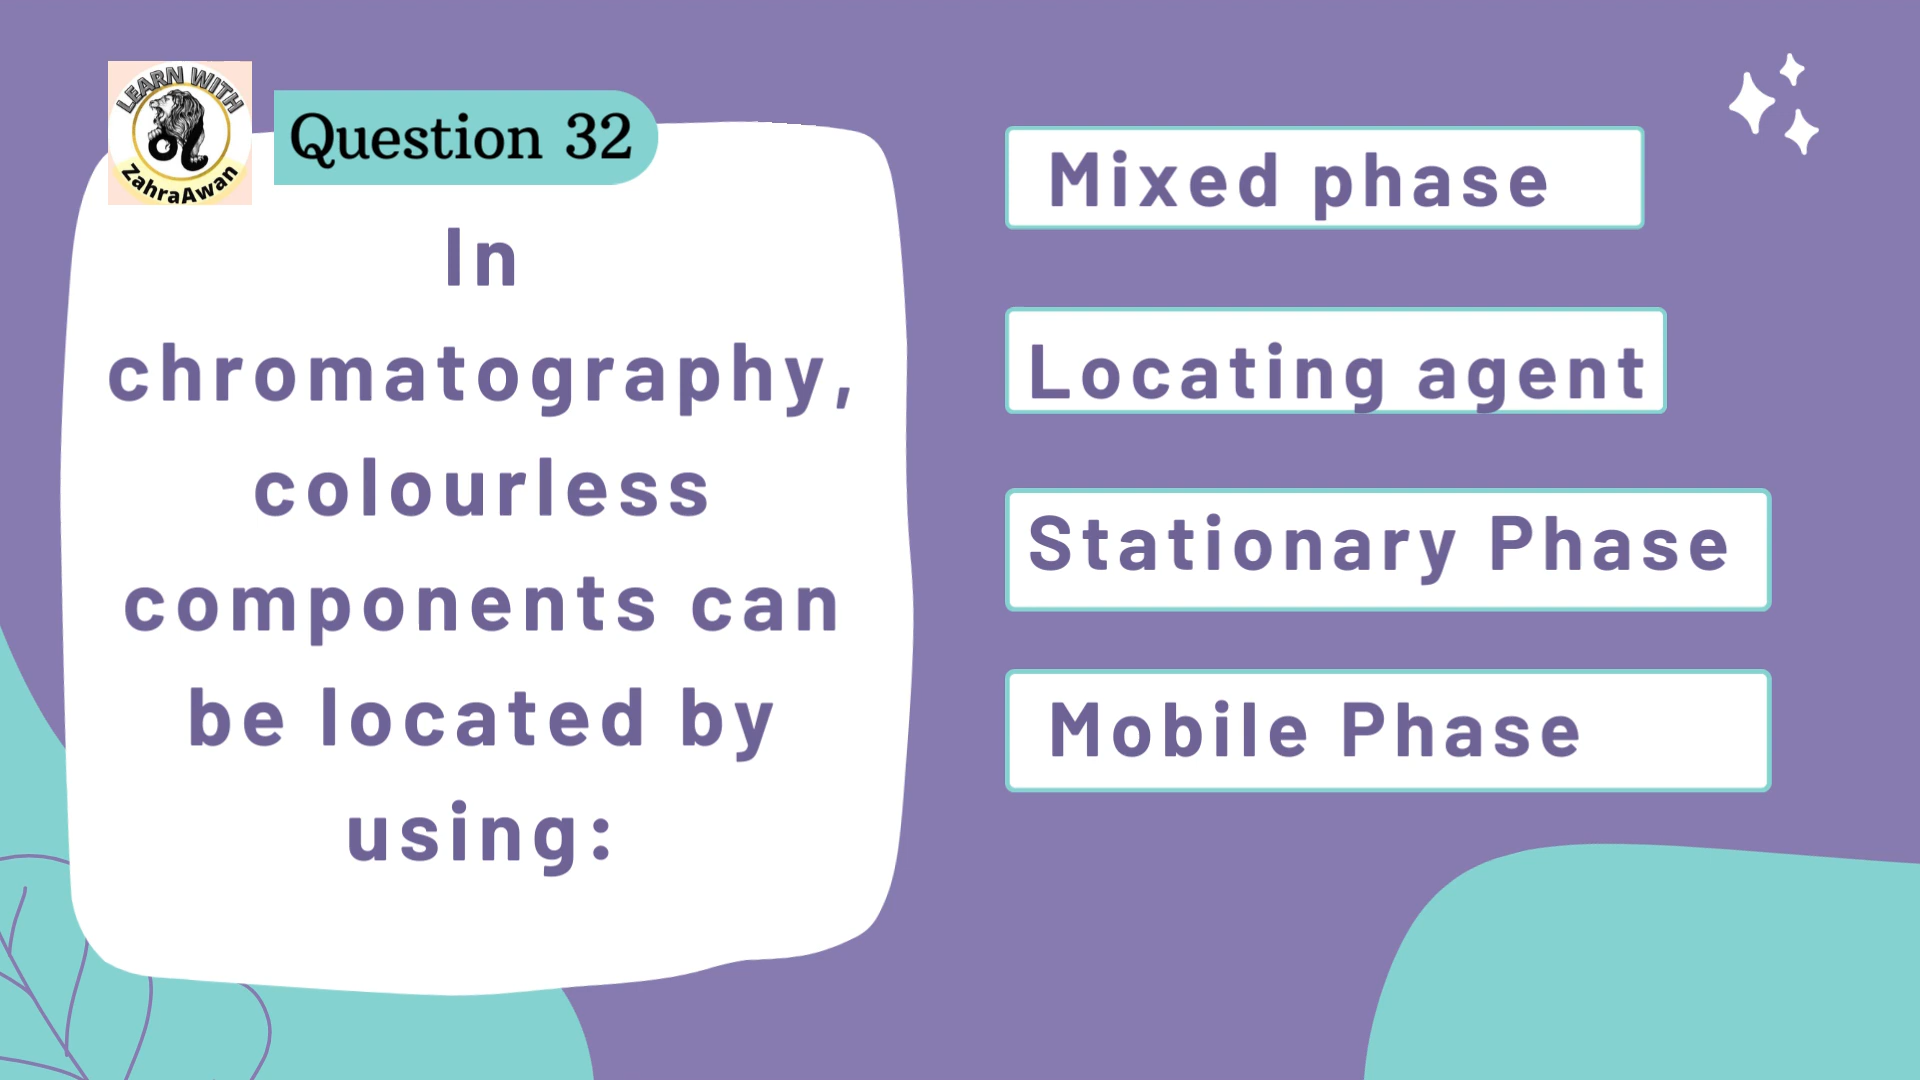 LEARN WITH
ZahraAwan
Question 32
In
chromatography,
colourless
components can
be located by
using:
Mixed phase
Locating agent
Stationary Phase
Mobile Phase